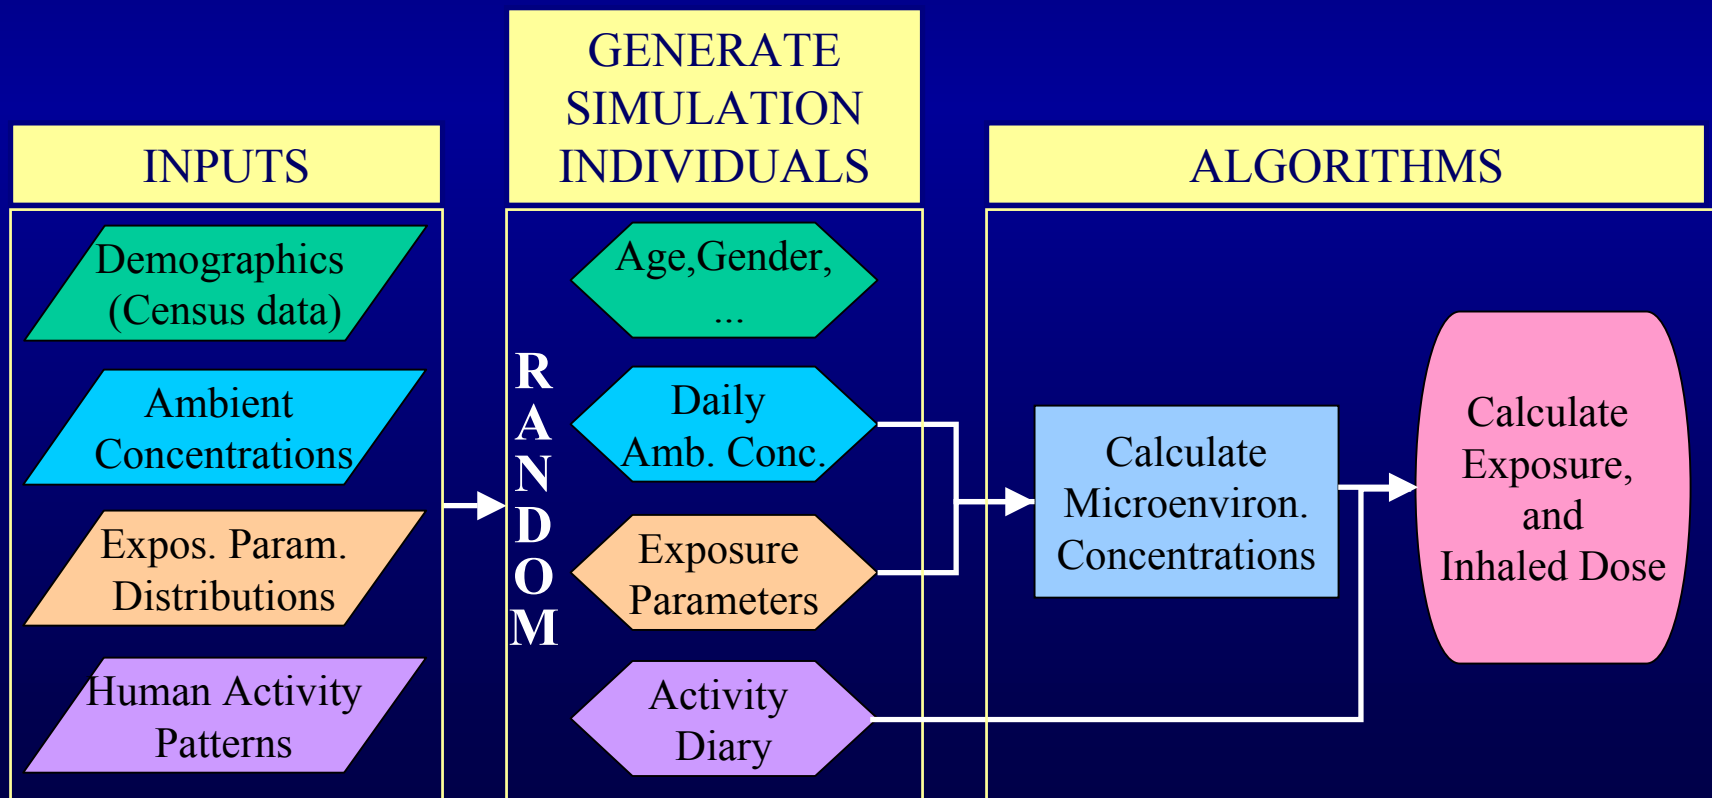 INPUTS
Demographics
(Census data)
Ambient
Concentrations
Expos. Param.
Distributions
Human Activity
Patterns
GENERATE
SIMULATION
INDIVIDUALS
R
A
N
D
O
M
Age,Gender,
...
Daily
Amb. Conc.
Exposure
Parameters
Activity
Diary
ALGORITHMS
Calculate
Microenviron.
Concentrations
Calculate
Exposure,
and
Inhaled Dose